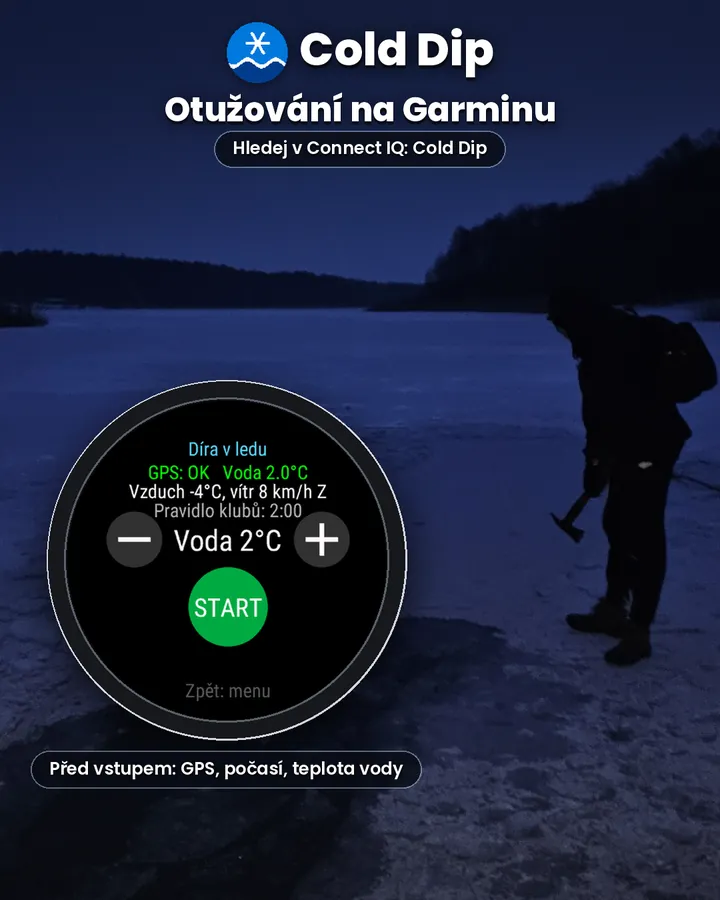 Cold Dip
Otužování na Garminu
Hledej v Connect IQ: Cold Dip
Díra v ledu
GPS: OK Voda 2.0°C
Vzduch -4°C, vítr 8 km/h Z
Pravidlo klubů: 2:00
− Voda 2°C +
START
Zpět: menu
Před vstupem: GPS, počasí, teplota vody